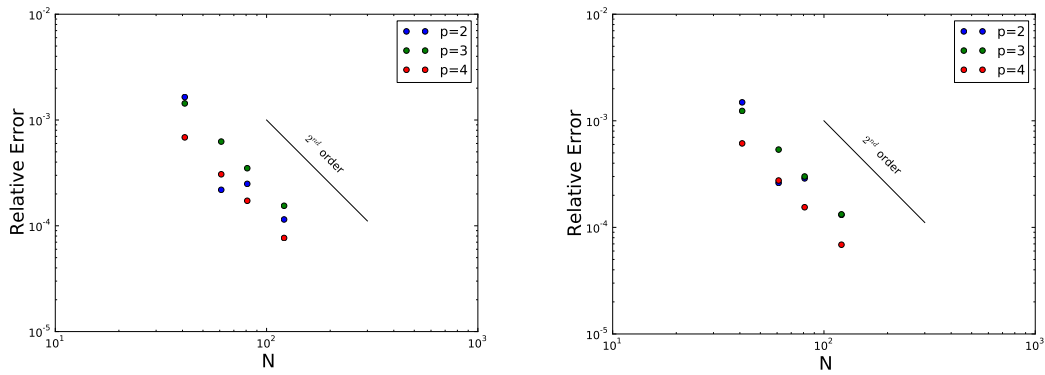 10^-2
10^-3
10^-4
10^-5
Relative Error
10^1
10^2
10^3
N
p=2
p=3
p=4
2^nd order
10^-2
10^-3
10^-4
10^-5
Relative Error
10^1
10^2
10^3
N
p=2
p=3
p=4
2^nd order